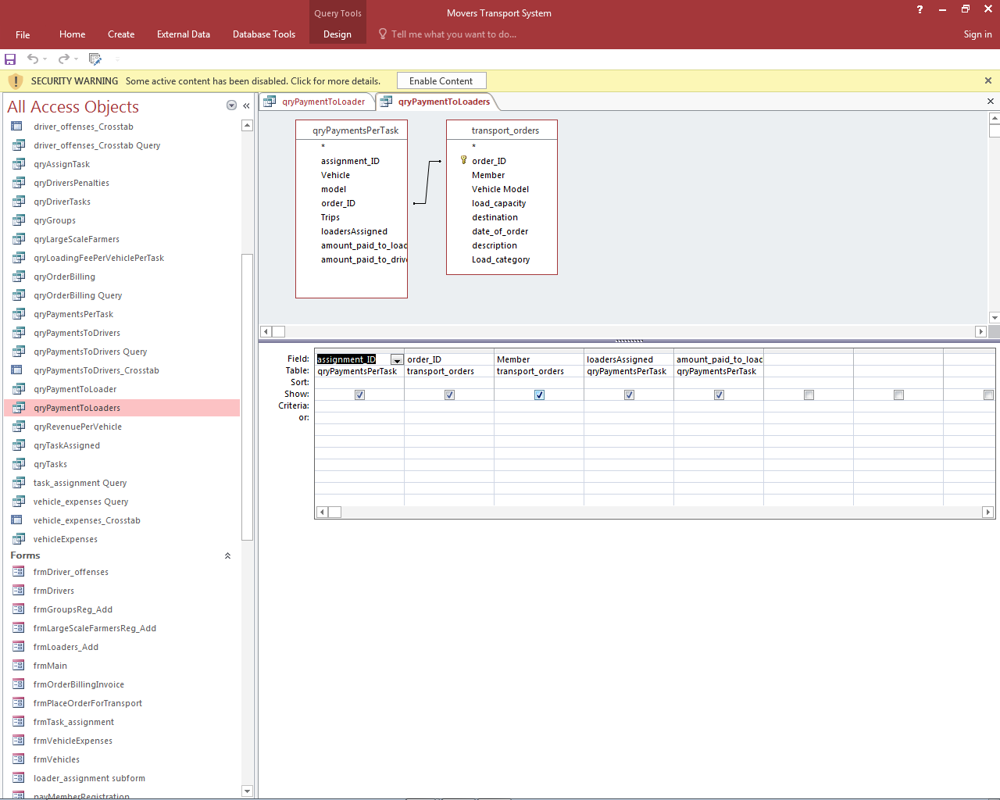 Query Tools
Movers Transport System
?
File
Home
Create
External Data
Database Tools
Design
Tell me what you want to do...
Sign in
SECURITY WARNING Some active content has been disabled. Click for more details.
Enable Content
All Access Objects
driver_offenses_Crosstab
driver_offenses_Crosstab Query
qryAssignTask
qryDriversPenalties
qryDriverTasks
qryGroups
qryLargeScaleFarmers
qryLoadingFeePerVehiclePerTask
qryOrderBilling
qryOrderBilling Query
qryPaymentsPerTask
qryPaymentsToDrivers
qryPaymentsToDrivers Query
qryPaymentsToDrivers_Crosstab
qryPaymentToLoader
qryPaymentToLoaders
qryRevenuePerVehicle
qryTaskAssigned
qryTasks
task_assignment Query
vehicle_expenses Query
vehicle_expenses_Crosstab
vehicleExpenses
Forms
frmDriver_offenses
frmDrivers
frmGroupsReg_Add
frmLargeScaleFarmersReg_Add
frmLoaders_Add
frmMain
frmOrderBillingInvoice
frmPlaceOrderForTransport
frmTask_assignment
frmVehicleExpenses
frmVehicles
loader_assignment subform
navMemberRegistration
qryPaymentToLoader
qryPaymentToLoaders
qryPaymentsPerTask
*
assignment_ID
Vehicle
model
order_ID
Trips
loadersAssigned
amount_paid_to_load
amount_paid_to_drive
transport_orders
*
order_ID
Member
Vehicle Model
load_capacity
destination
date_of_order
description
Load_category
Field: assignment_ID order_ID Member loadersAssigned amount_paid_to_load
Table: qryPaymentsPerTask transport_orders transport_orders qryPaymentsPerTask qryPaymentsPerTask
Sort:
Show:
Criteria:
or: